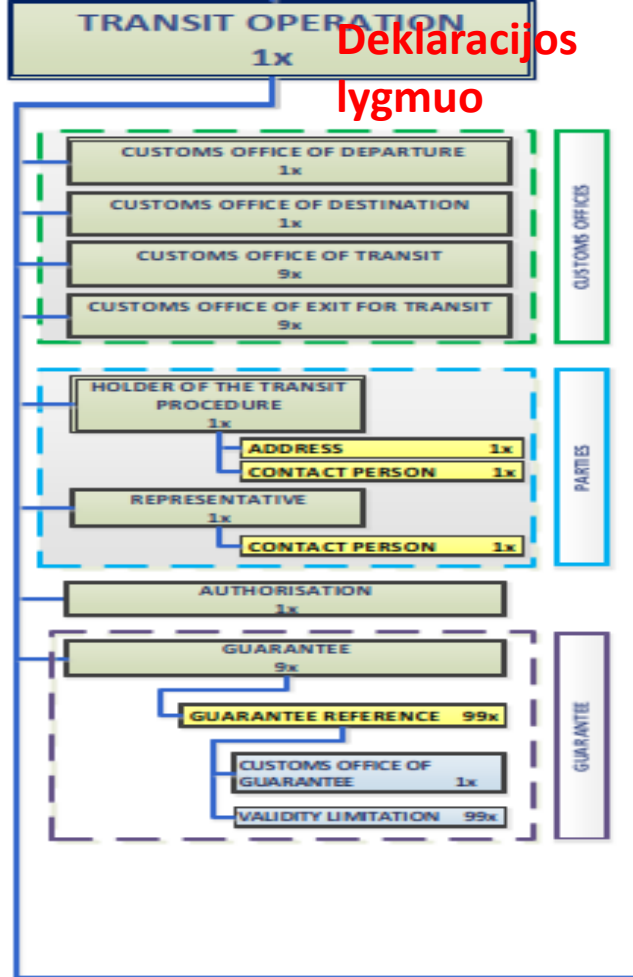 TRANSIT OPERATION
1x
Deklaracijos
lygmuo
CUSTOMS OFFICE OF DEPARTURE
1x
CUSTOMS OFFICE OF DESTINATION
1x
CUSTOMS OFFICE OF TRANSIT
9x
CUSTOMS OFFICE OF EXIT FOR TRANSIT
9x
CUSTOMS OFFICES
HOLDER OF THE TRANSIT
PROCEDURE
1x
ADDRESS 1x
CONTACT PERSON 1x
REPRESENTATIVE
1x
CONTACT PERSON 1x
PARTIES
AUTHORISATION
1x
GUARANTEE
9x
GUARANTEE REFERENCE 99x
CUSTOMS OFFICE OF
GUARANTEE 1x
VALIDITY LIMITATION 99x
GUARANTEE